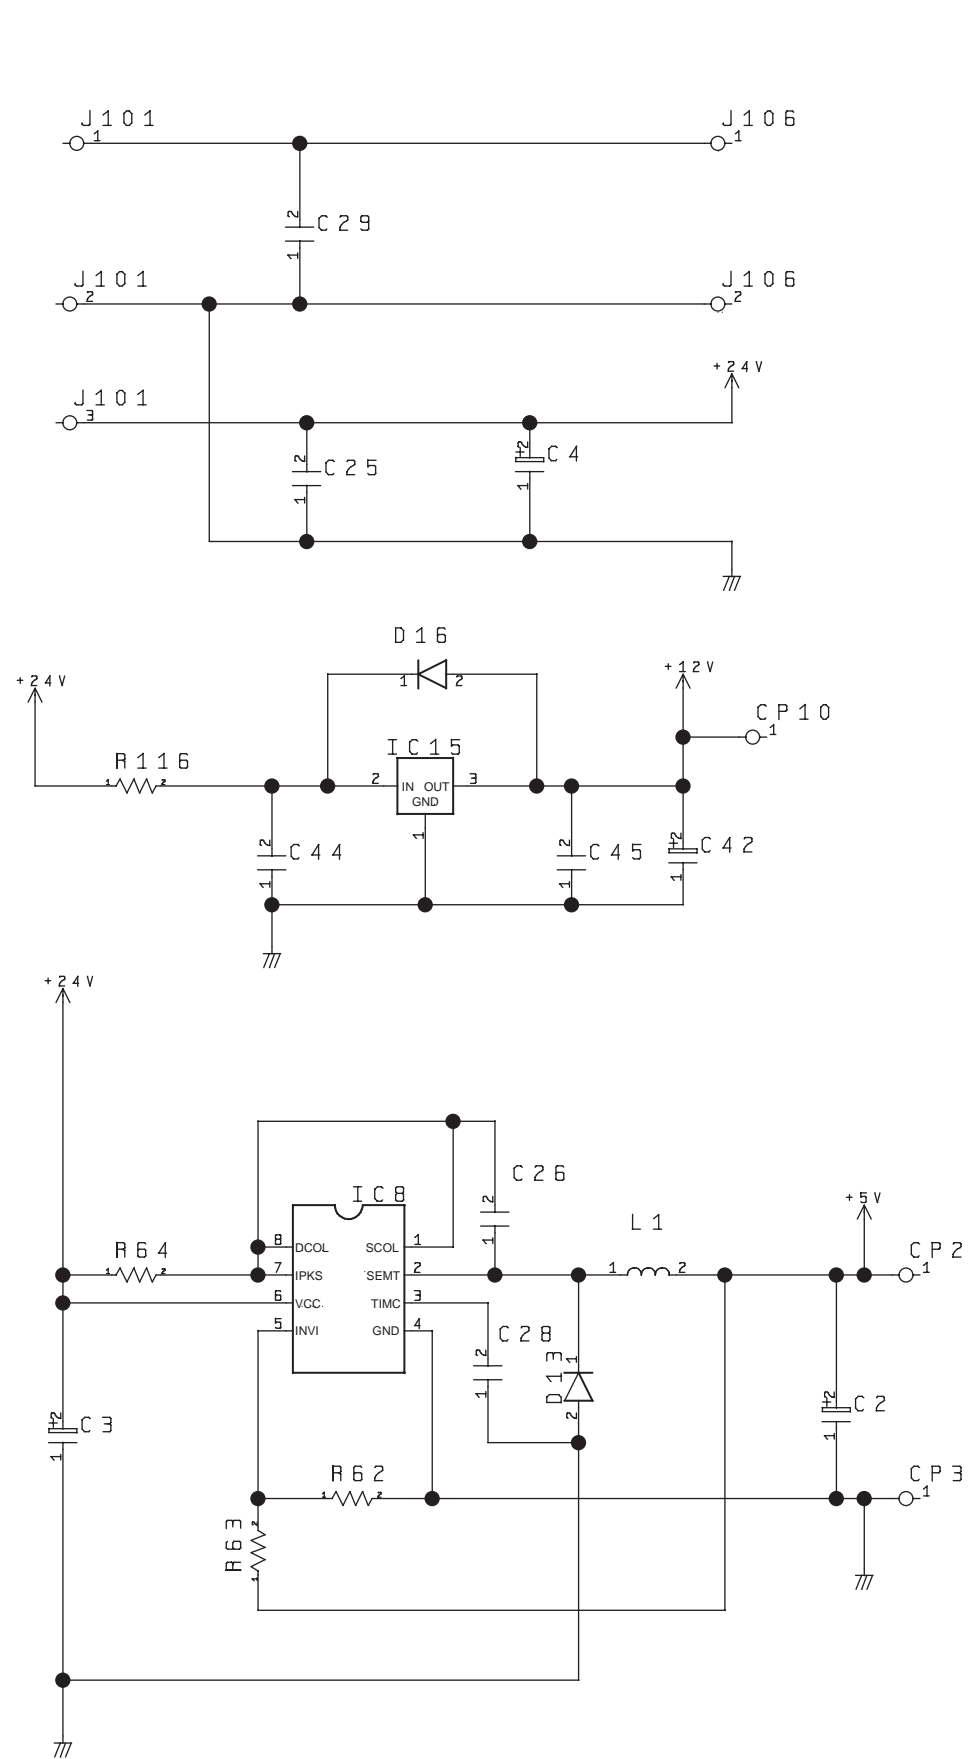 J101 J106
1 1
2
C29
1
J101 J106
2 2
+24V
J101
3
2 +2
C25 C4
1 1
D16
+24V +12V
1 2
CP10
1
R116 IC15
1 2 2 IN OUT 3
GND
1
2 2 +2
C44 C45 C42
1 1 1
+24V
C26
IC8 2 +5V
L1
8 DCOL SCOL 1 1
R64 CP2
1 2 7 IPKS SEMT 2 1 2 1
6 VCC. TIMC 3
5 INVI GND 4
C28
2 1
D13
1 2
+2 +2
C3 C2
1 1
R62 CP3
1 2 1
2
R63
1